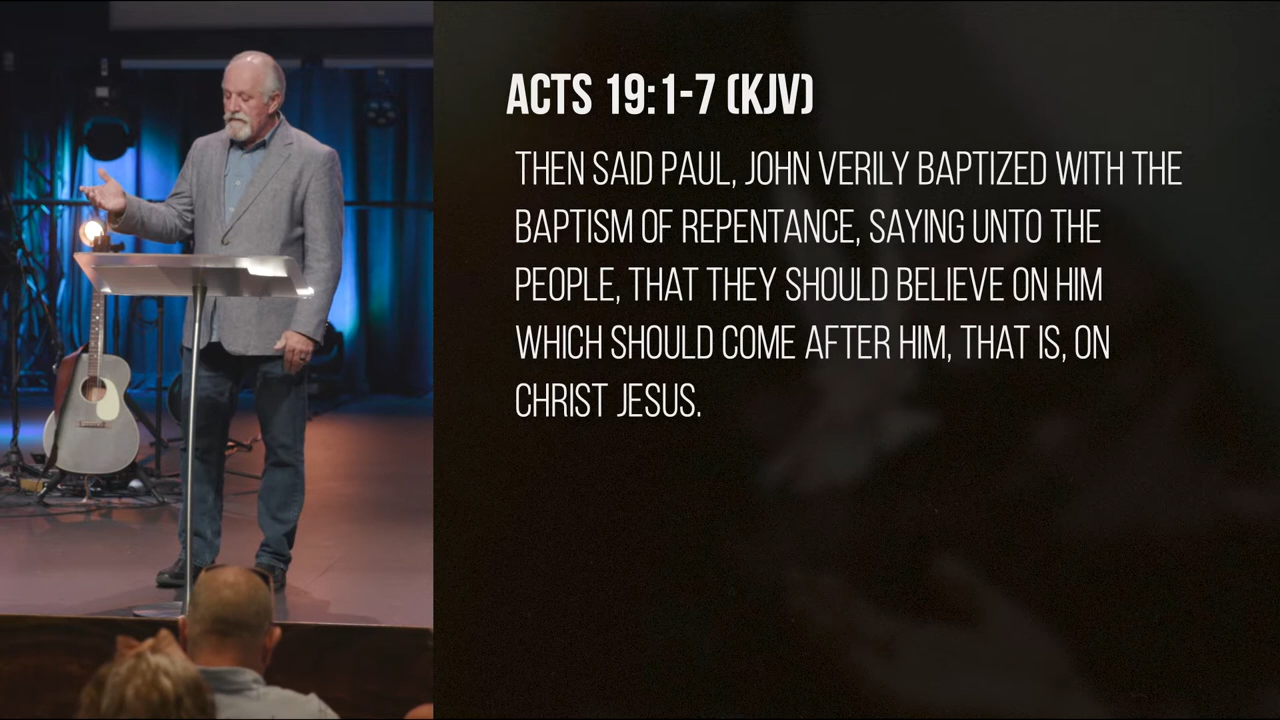 ACTS 19:1-7 (KJV)
THEN SAID PAUL, JOHN VERILY BAPTIZED WITH THE
BAPTISM OF REPENTANCE, SAYING UNTO THE
PEOPLE, THAT THEY SHOULD BELIEVE ON HIM
WHICH SHOULD COME AFTER HIM, THAT IS, ON
CHRIST JESUS.